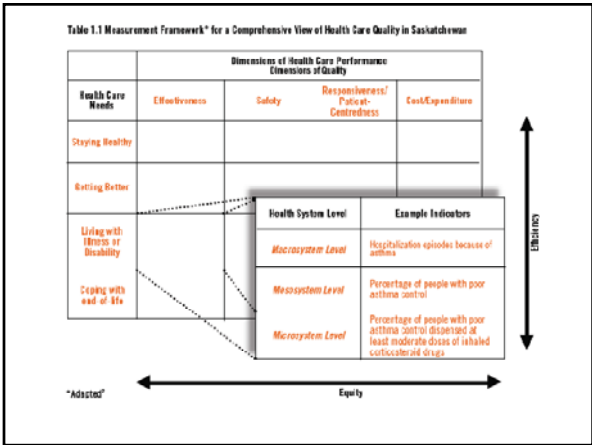 Table 1.1 Measurement Framework* for a Comprehensive View of Health Care Quality in Saskatchewan
Dimensions of Health Care Performance
Dimensions of Quality
Health Care
Needs
Effectiveness
Safety
Responsiveness/
Patient-
Centredness
Cost/Expenditure
Staying Healthy
Getting Better
Living with
Illness or
Disability
Coping with
end-of-life
Health System Level
Example Indicators
Macrosystem Level
Hospitalization episodes because of
asthma
Mesosystem Level
Percentage of people with poor
asthma control
Microsystem Level
Percentage of people with poor
asthma control dispensed at
least moderate doses of inhaled
corticosteroid drugs
Efficiency
Equity
"Adapted"